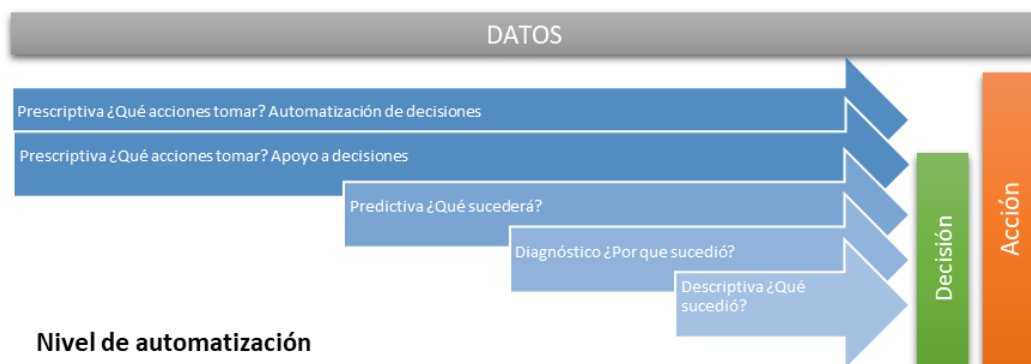 DATOS
Prescriptiva ¿Qué acciones tomar? Automatización de decisiones
Prescriptiva ¿Qué acciones tomar? Apoyo a decisiones
Predictiva ¿Qué sucederá?
Diagnóstico ¿Por que sucedió?
Descriptiva ¿Qué
sucedió?
Decisión
Acción
Nivel de automatización